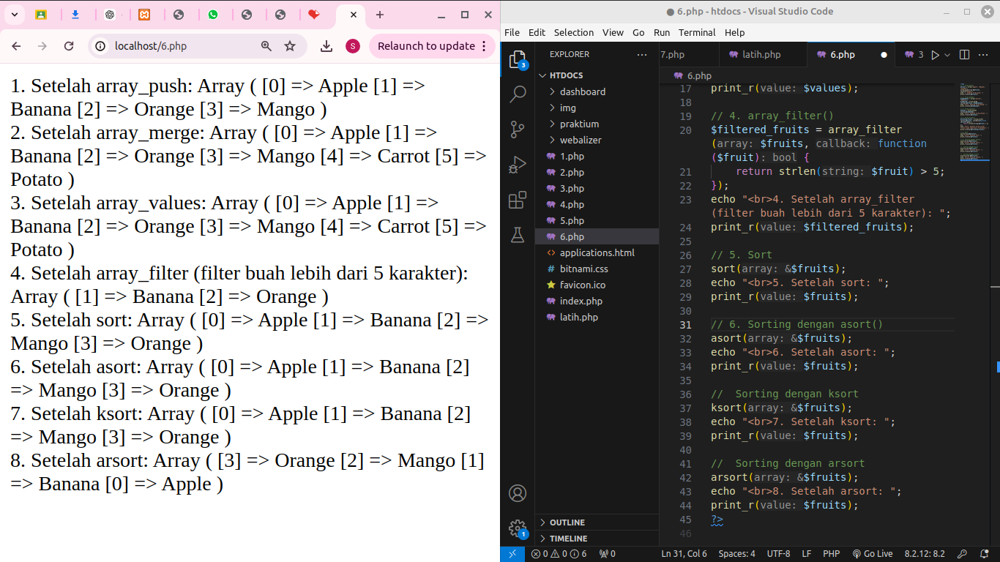 localhost/6.php
S
Relaunch to update
1. Setelah array_push: Array ( [0] => Apple [1] =>
Banana [2] => Orange [3] => Mango )
2. Setelah array_merge: Array ( [0] => Apple [1] =>
Banana [2] => Orange [3] => Mango [4] => Carrot [5] =>
Potato )
3. Setelah array_values: Array ( [0] => Apple [1] =>
Banana [2] => Orange [3] => Mango [4] => Carrot [5] =>
Potato )
4. Setelah array_filter (filter buah lebih dari 5 karakter):
Array ( [1] => Banana [2] => Orange )
5. Setelah sort: Array ( [0] => Apple [1] => Banana [2] =>
Mango [3] => Orange )
6. Setelah asort: Array ( [0] => Apple [1] => Banana [2]
=> Mango [3] => Orange )
7. Setelah ksort: Array ( [0] => Apple [1] => Banana [2]
=> Mango [3] => Orange )
8. Setelah arsort: Array ( [3] => Orange [2] => Mango [1]
=> Banana [0] => Apple )
● 6.php - htdocs - Visual Studio Code
File Edit Selection View Go Run Terminal Help
3
1
EXPLORER
HTDOCS
dashboard
img
praktium
webalizer
1.php
2.php
3.php
4.php
5.php
6.php
applications.html
bitnami.css
favicon.ico
index.php
latih.php
OUTLINE
TIMELINE
7.php latih.php 6.php ● 3
6.php
17 print_r(value: $values);
18
19 // 4. array_filter()
20 $filtered_fruits = array_filter
(array: $fruits, callback: function
($fruit): bool {
21 return strlen(string: $fruit) > 5;
22 });
23 echo "<br>4. Setelah array_filter
(filter buah lebih dari 5 karakter): ";
24 print_r(value: $filtered_fruits);
25
26 // 5. Sort
27 sort(array: &$fruits);
28 echo "<br>5. Setelah sort: ";
29 print_r(value: $fruits);
30
31 // 6. Sorting dengan asort()
32 asort(array: &$fruits);
33 echo "<br>6. Setelah asort: ";
34 print_r(value: $fruits);
35
36 //  Sorting dengan ksort
37 ksort(array: &$fruits);
38 echo "<br>7. Setelah ksort: ";
39 print_r(value: $fruits);
40
41 //  Sorting dengan arsort
42 arsort(array: &$fruits);
43 echo "<br>8. Setelah arsort: ";
44 print_r(value: $fruits);
45 ?>
46
0 0 6 0 Ln 31, Col 6 Spaces: 4 UTF-8 LF PHP Go Live 8.2.12: 8.2